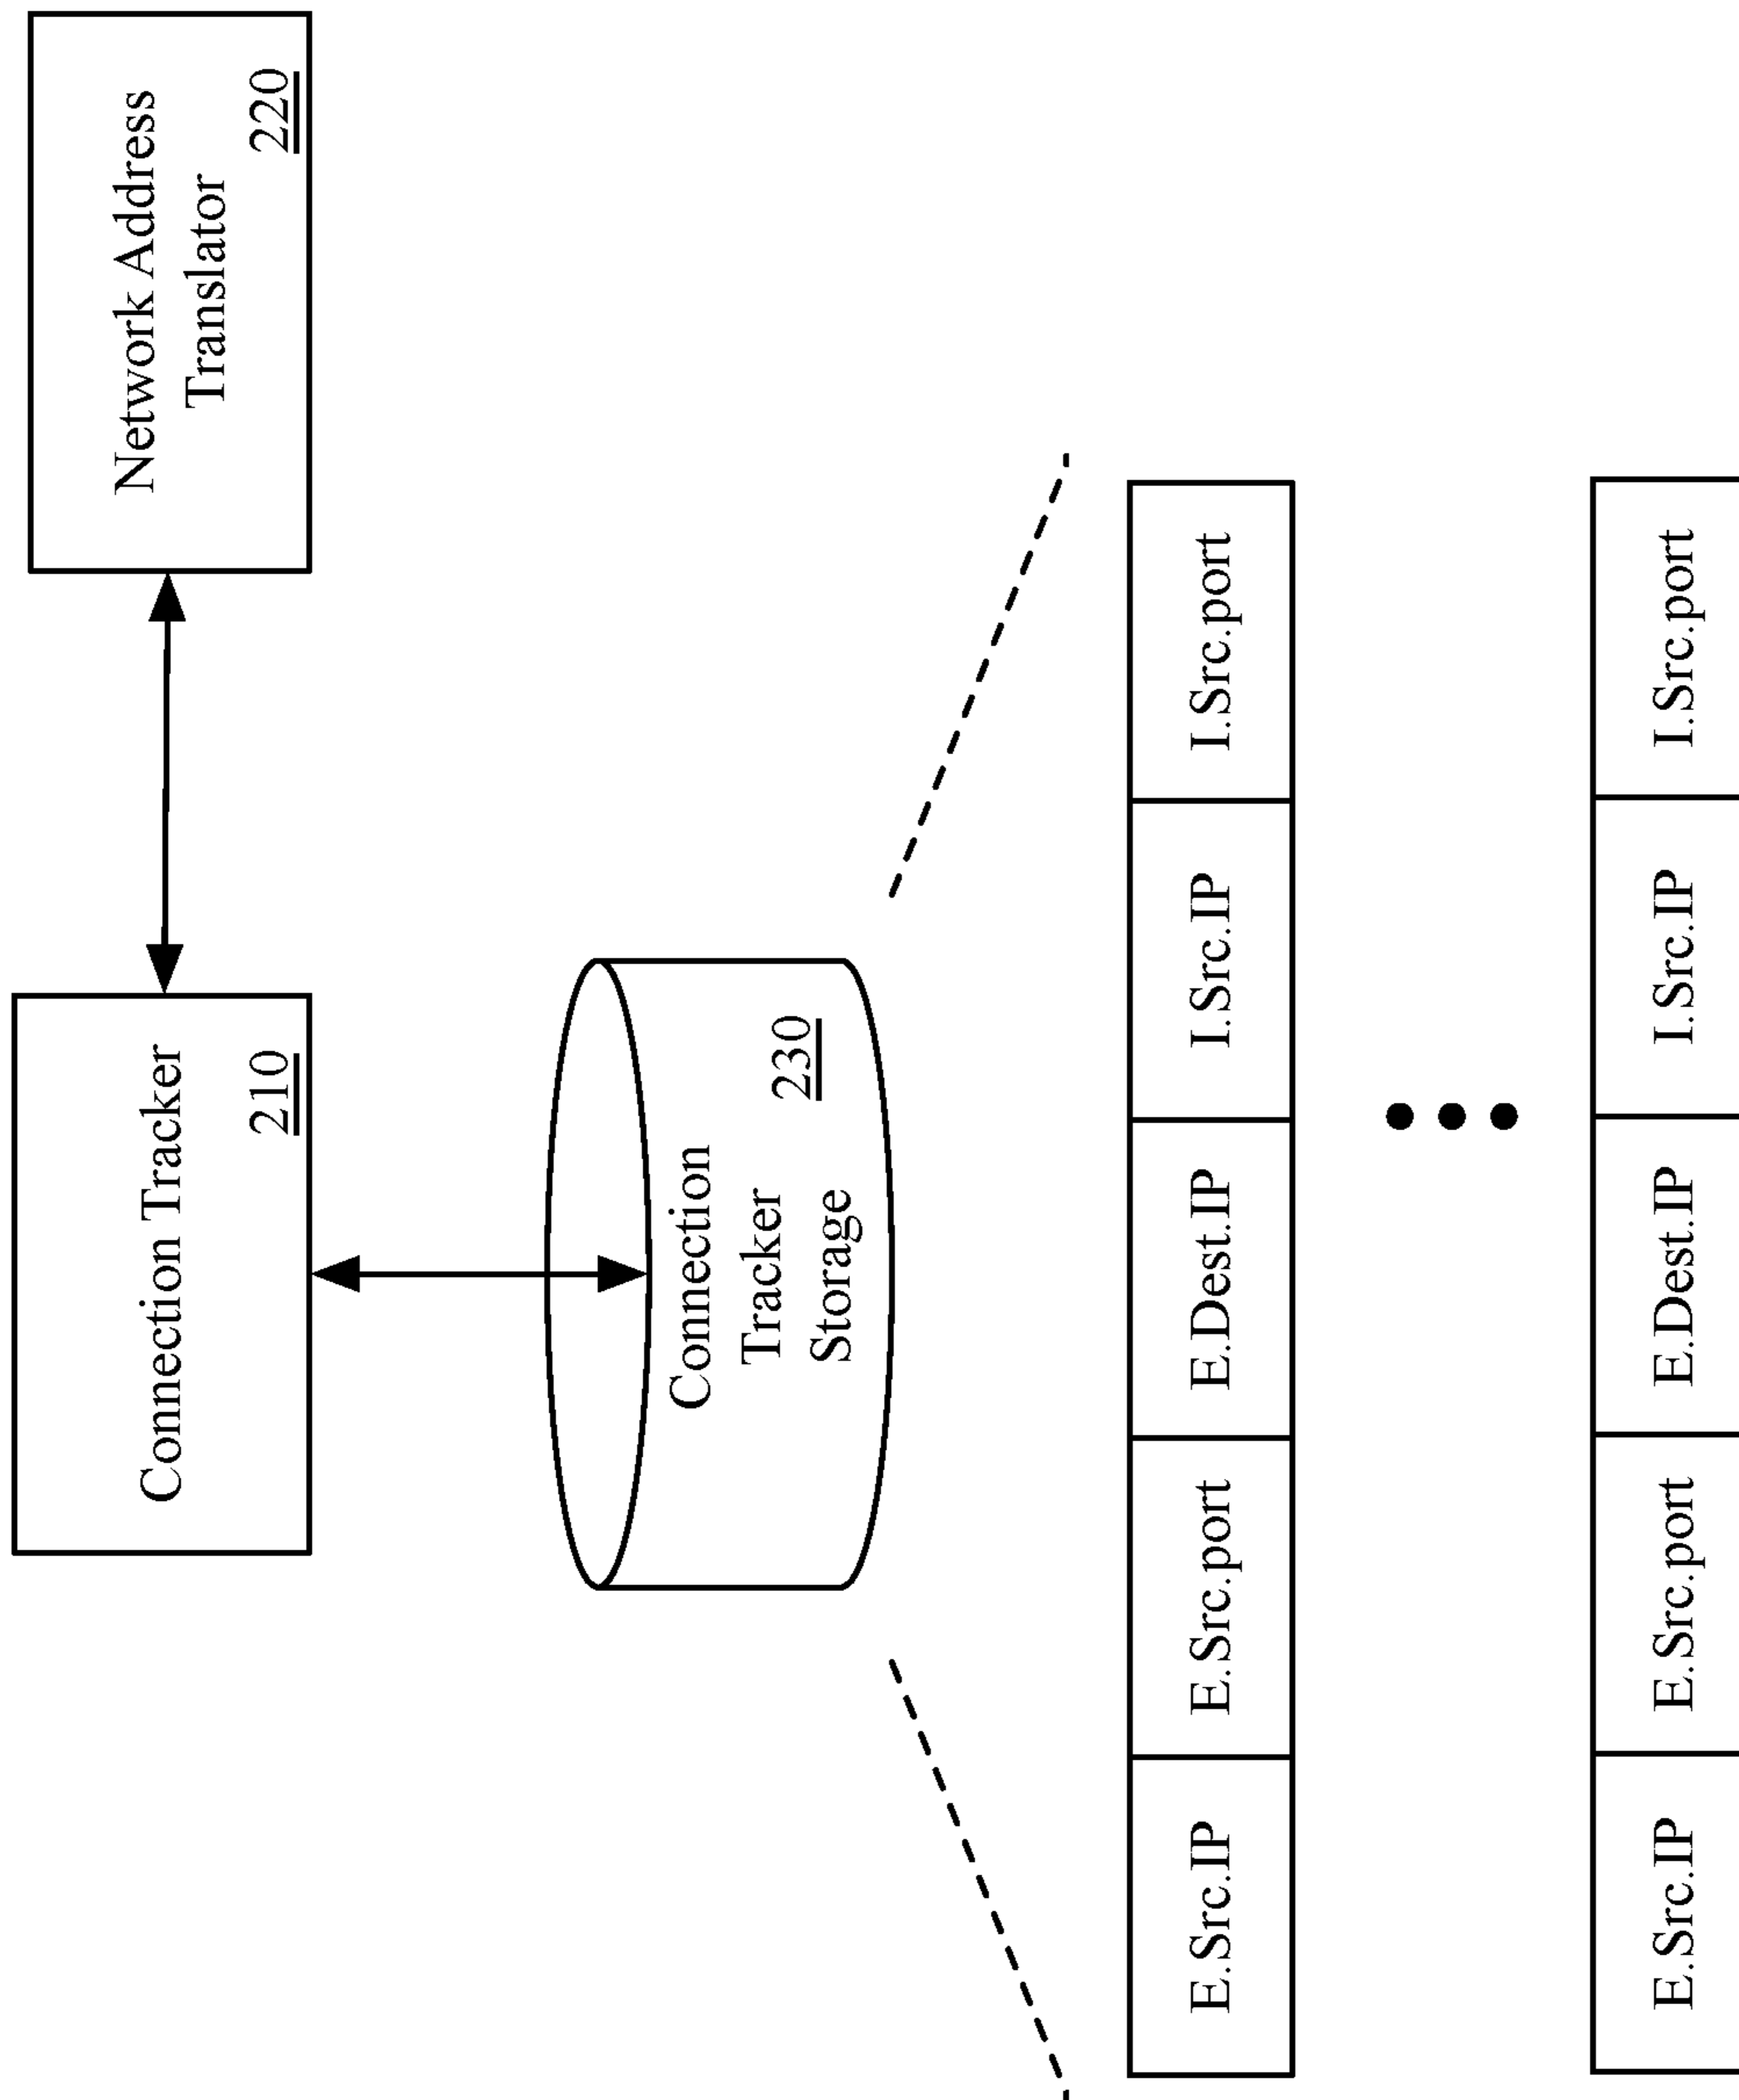 Connection Tracker
210
Network Address
Translator
220
Connection
Tracker
Storage
230
E.Src.IP E.Src.port E.Dest.IP I.Src.IP I.Src.port
E.Src.IP E.Src.port E.Dest.IP I.Src.IP I.Src.port